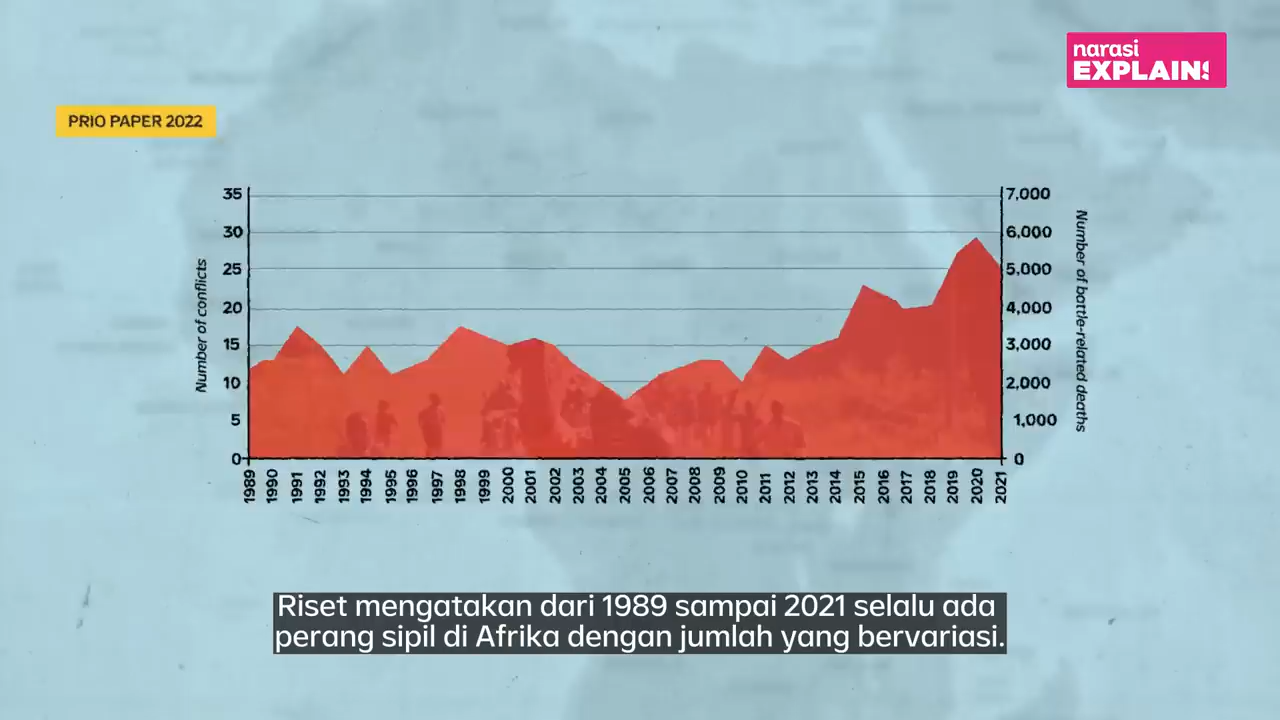 narasi
EXPLAINS
PRIO PAPER 2022
35
30
25
20
15
10
5
0
Number of conflicts
7,000
6,000
5,000
4,000
3,000
2,000
1,000
0
Number of battle-related deaths
1989 1990 1991 1992 1993 1994 1995 1996 1997 1998 1999 2000 2001 2002 2003 2004 2005 2006 2007 2008 2009 2010 2011 2012 2013 2014 2015 2016 2017 2018 2019 2020 2021
Riset mengatakan dari 1989 sampai 2021 selalu ada
perang sipil di Afrika dengan jumlah yang bervariasi.